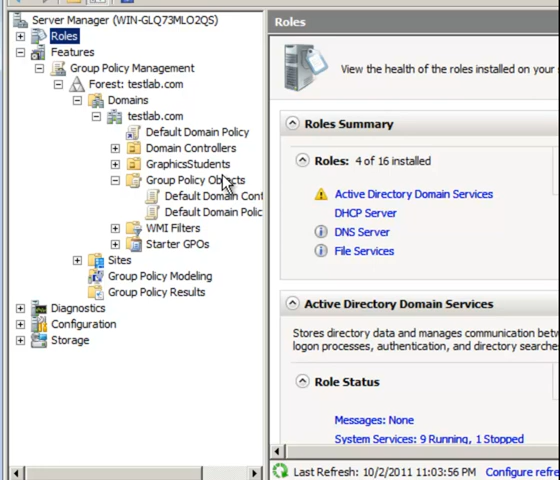 Server Manager (WIN-GLQ73MLO2QS)
Roles
Features
Group Policy Management
Forest: testlab.com
Domains
testlab.com
Default Domain Policy
Domain Controllers
GraphicsStudents
Group Policy Objects
Default Domain Cont
Default Domain Polic
WMI Filters
Starter GPOs
Sites
Group Policy Modeling
Group Policy Results
Diagnostics
Configuration
Storage
Roles
View the health of the roles installed on your
Roles Summary
Roles: 4 of 16 installed
Active Directory Domain Services
DHCP Server
DNS Server
File Services
Active Directory Domain Services
Stores directory data and manages communication betw
logon processes, authentication, and directory searche
Role Status
Messages: None
System Services: 9 Running, 1 Stopped
Last Refresh: 10/2/2011 11:03:56 PM Configure refre